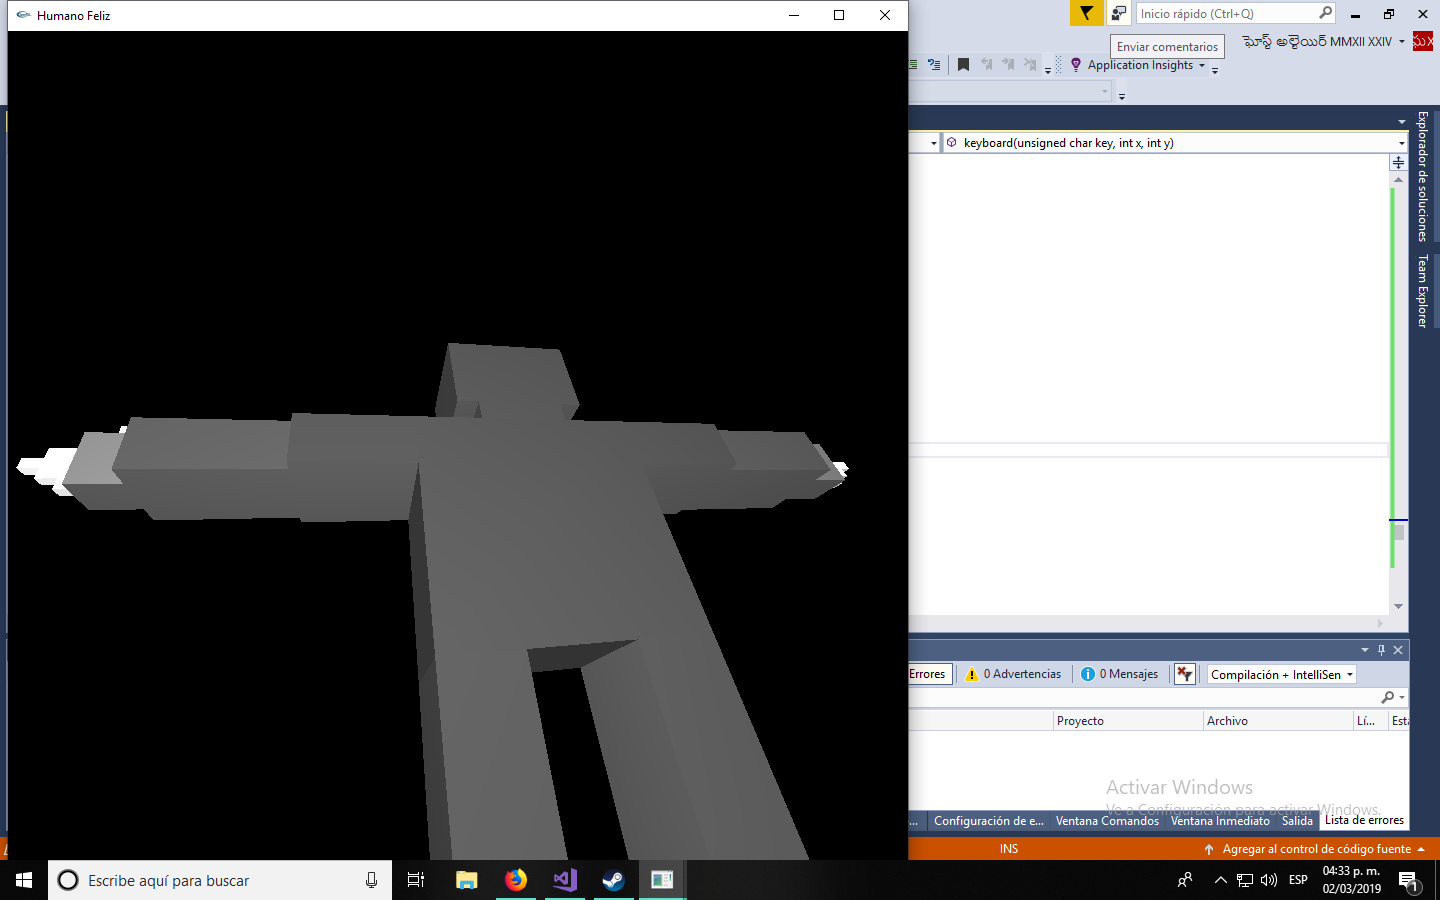 Humano Feliz
Inicio rápido (Ctrl+Q)
Enviar comentarios
ఘోస్ట్ అల్టెయిర్ MMXII XXIV
Application Insights
keyboard(unsigned char key, int x, int y)
Explorador de soluciones
Team Explorer
Errores
0 Advertencias
0 Mensajes
Compilación + IntelliSen
Proyecto
Archivo
Lí...
Esta
Activar Windows
Ve a Configuración para activar Windows.
...
Configuración de e...
Ventana Comandos
Ventana Inmediato
Salida
Lista de errores
INS
Agregar al control de código fuente
Escribe aquí para buscar
ESP
04:33 p. m.
02/03/2019
1